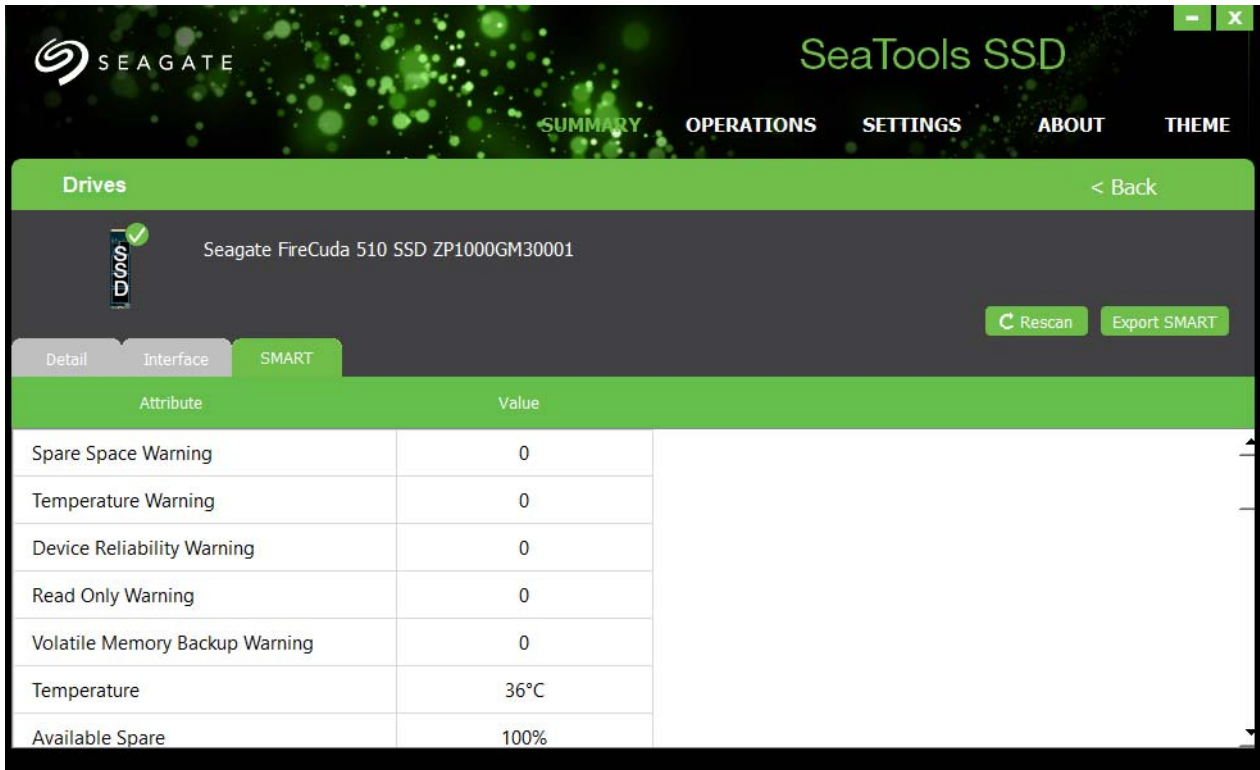 SEAGATE
SeaTools SSD
- X
SUMMARY OPERATIONS SETTINGS ABOUT THEME
Drives < Back
SSD
Seagate FireCuda 510 SSD ZP1000GM30001
Rescan Export SMART
Detail Interface SMART
Attribute Value
Spare Space Warning 0
Temperature Warning 0
Device Reliability Warning 0
Read Only Warning 0
Volatile Memory Backup Warning 0
Temperature 36°C
Available Spare 100%